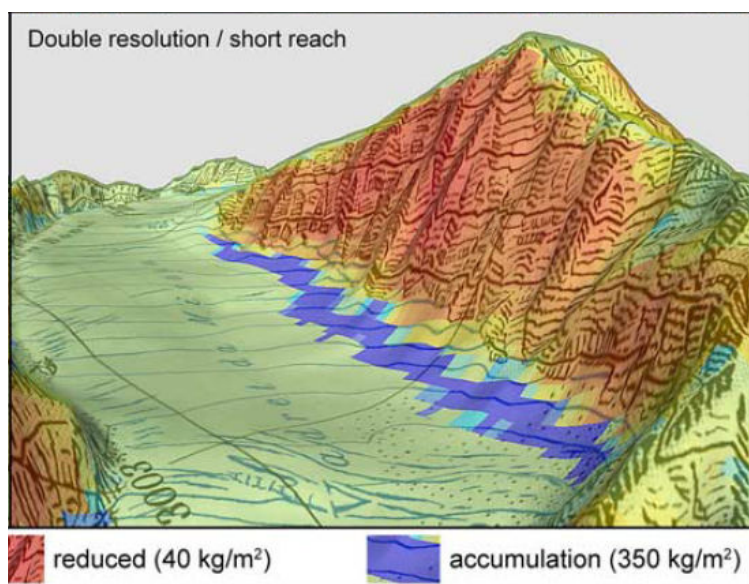 Double resolution / short reach
3003
reduced (40 kg/m²)
accumulation (350 kg/m²)